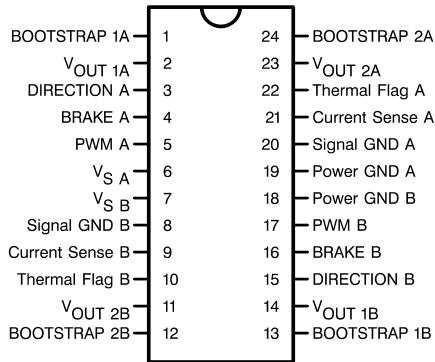 BOOTSTRAP 1A 1 24 BOOTSTRAP 2A
VOUT 1A 2 23 VOUT 2A
DIRECTION A 3 22 Thermal Flag A
BRAKE A 4 21 Current Sense A
PWM A 5 20 Signal GND A
VS A 6 19 Power GND A
VS B 7 18 Power GND B
Signal GND B 8 17 PWM B
Current Sense B 9 16 BRAKE B
Thermal Flag B 10 15 DIRECTION B
VOUT 2B 11 14 VOUT 1B
BOOTSTRAP 2B 12 13 BOOTSTRAP 1B